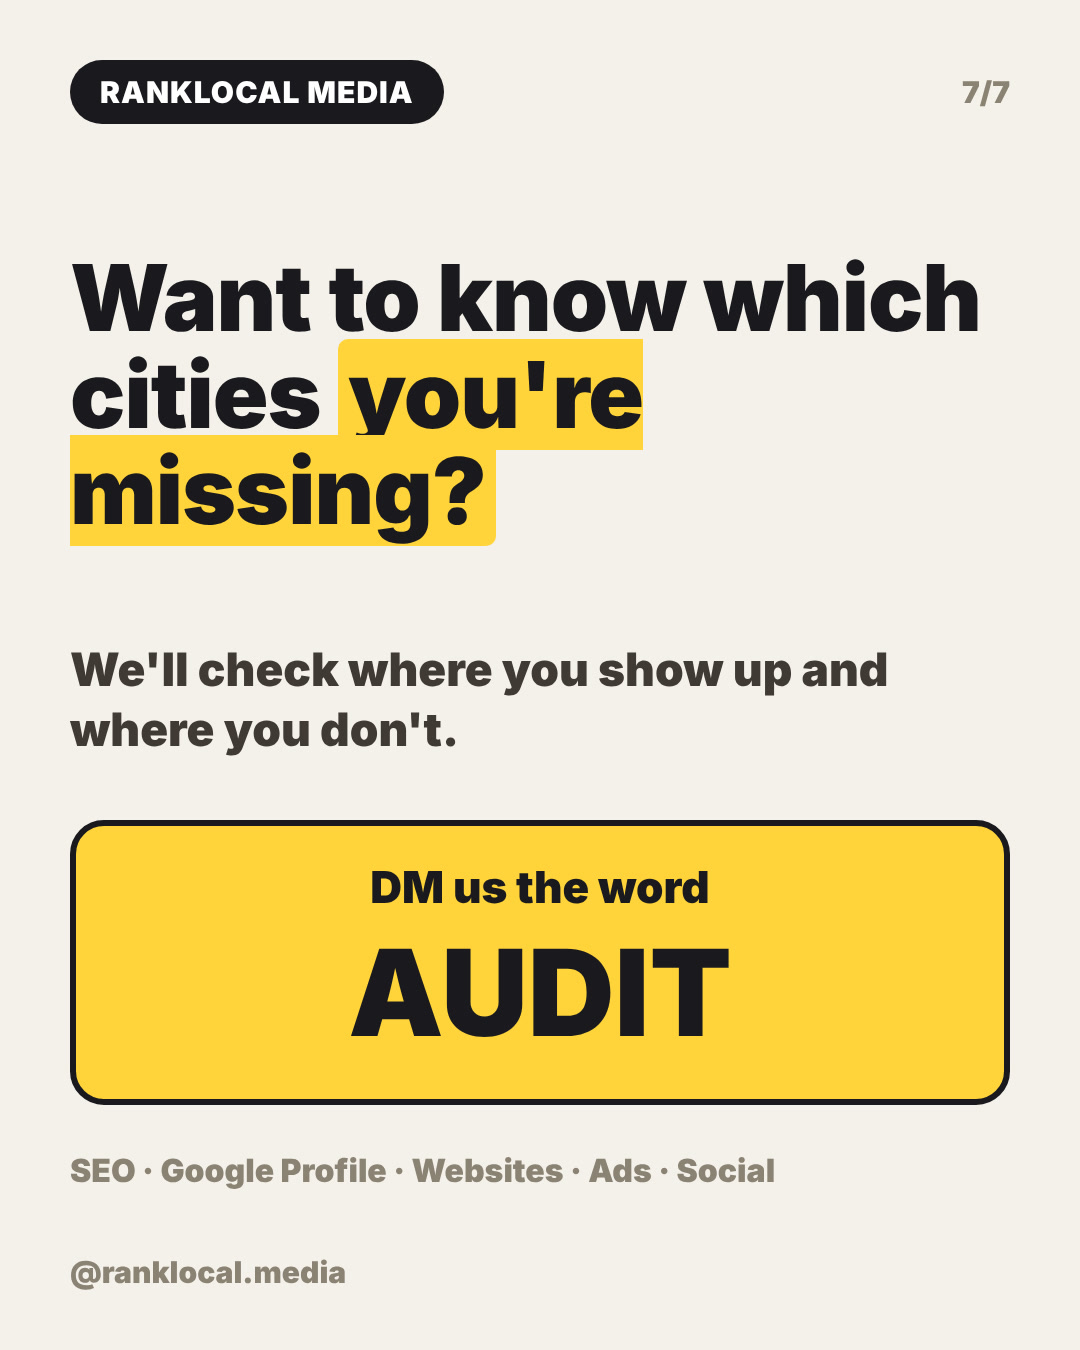 RANKLOCAL MEDIA
7/7
Want to know which
cities you're
missing?
We'll check where you show up and
where you don't.
DM us the word
AUDIT
SEO · Google Profile · Websites · Ads · Social
@ranklocal.media